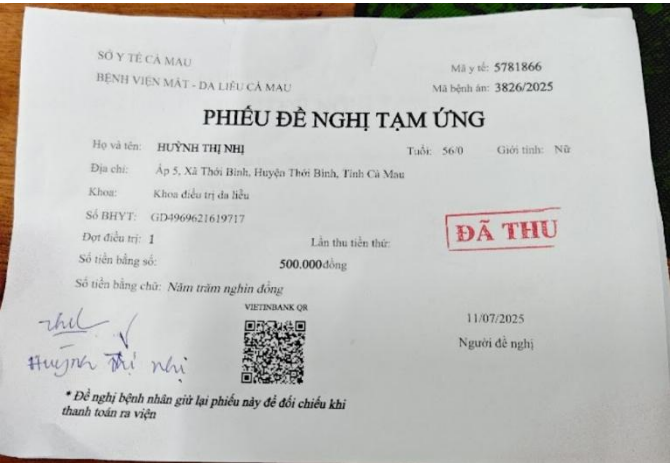 SỞ Y TẾ CÀ MAU
BỆNH VIỆN MẮT - DA LIỄU CÀ MAU
Mã y tế: 5781866
Mã bệnh án: 3826/2025
PHIẾU ĐỀ NGHỊ TẠM ỨNG
Họ và tên: HUỲNH THỊ NHỊ Tuổi: 56/0 Giới tính: Nữ
Địa chỉ: Ấp 5, Xã Thới Bình, Huyện Thới Bình, Tỉnh Cà Mau
Khoa: Khoa điều trị da liễu
Số BHYT: GD4969621619717
ĐÃ THU
Đợt điều trị: 1 Lần thu tiền thứ:
Số tiền bằng số: 500.000đồng
Số tiền bằng chữ: Năm trăm nghìn đồng
VIETINBANK QR
11/07/2025
Người đề nghị
Huỳnh Thị nhị
* Đề nghị bệnh nhân giữ lại phiếu này để đối chiếu khi
thanh toán ra viện